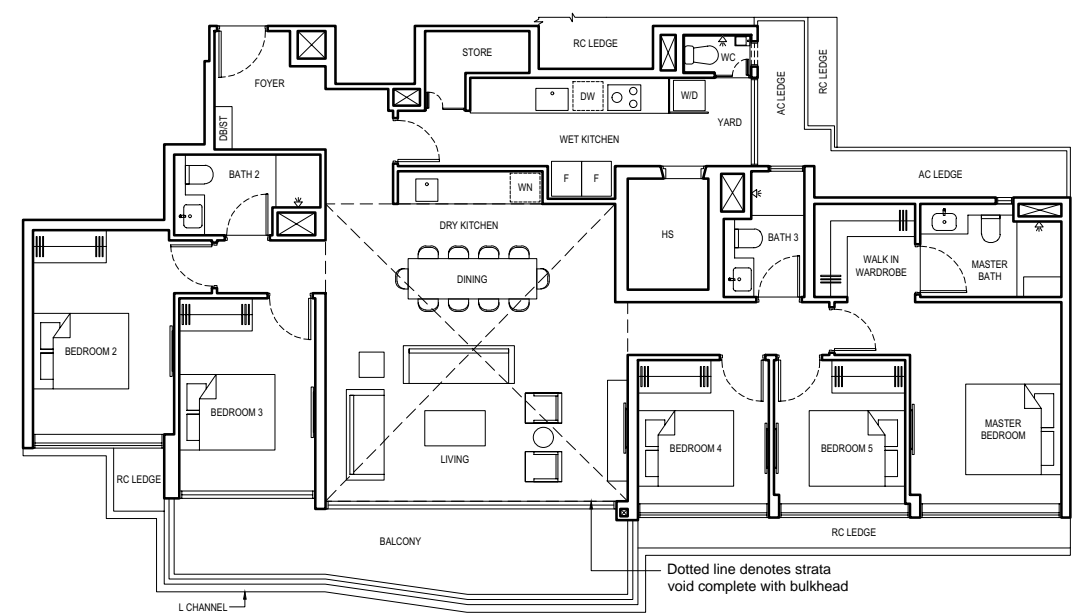 RC LEDGE
STORE
WC
FOYER
AC LEDGE
RC LEDGE
DW
W/D
DB/ST
YARD
WET KITCHEN
BATH 2
F
F
AC LEDGE
WN
DRY KITCHEN
HS
BATH 3
WALK IN
WARDROBE
MASTER
BATH
DINING
BEDROOM 2
BEDROOM 3
MASTER
BEDROOM
BEDROOM 4
BEDROOM 5
LIVING
RC LEDGE
BALCONY
RC LEDGE
Dotted line denotes strata
void complete with bulkhead
L CHANNEL